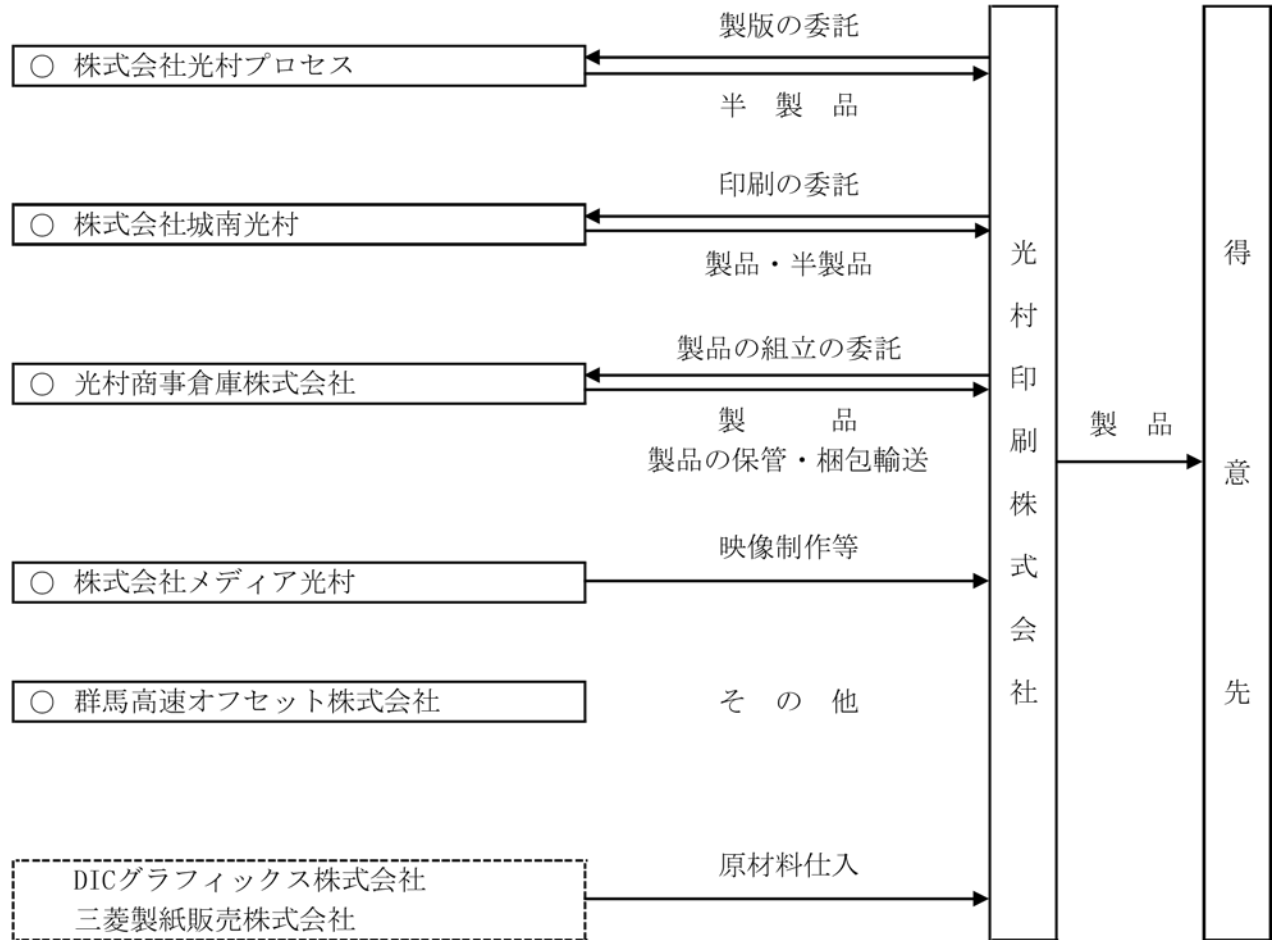 製版の委託
○ 株式会社光村プロセス
半 製 品
印刷の委託
○ 株式会社城南光村
製品・半製品
製品の組立の委託
○ 光村商事倉庫株式会社
製 品
製品の保管・梱包輸送
映像制作等
○ 株式会社メディア光村
○ 群馬高速オフセット株式会社
そ の 他
原材料仕入
DICグラフィックス株式会社
三菱製紙販売株式会社
光村印刷株式会社
製 品
得意先